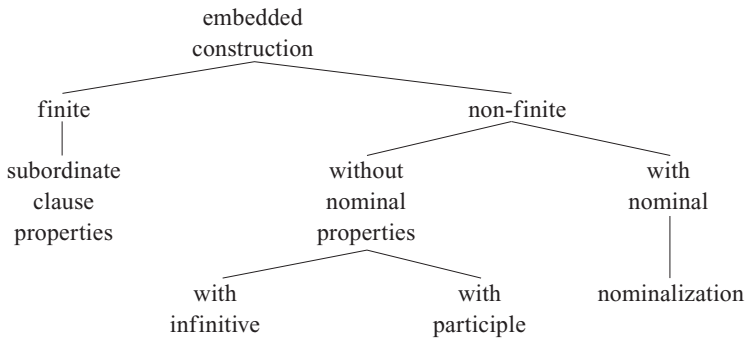 embedded
construction
finite
non-finite
subordinate
clause
properties
without
nominal
properties
with
nominal
with
infinitive
with
participle
nominalization